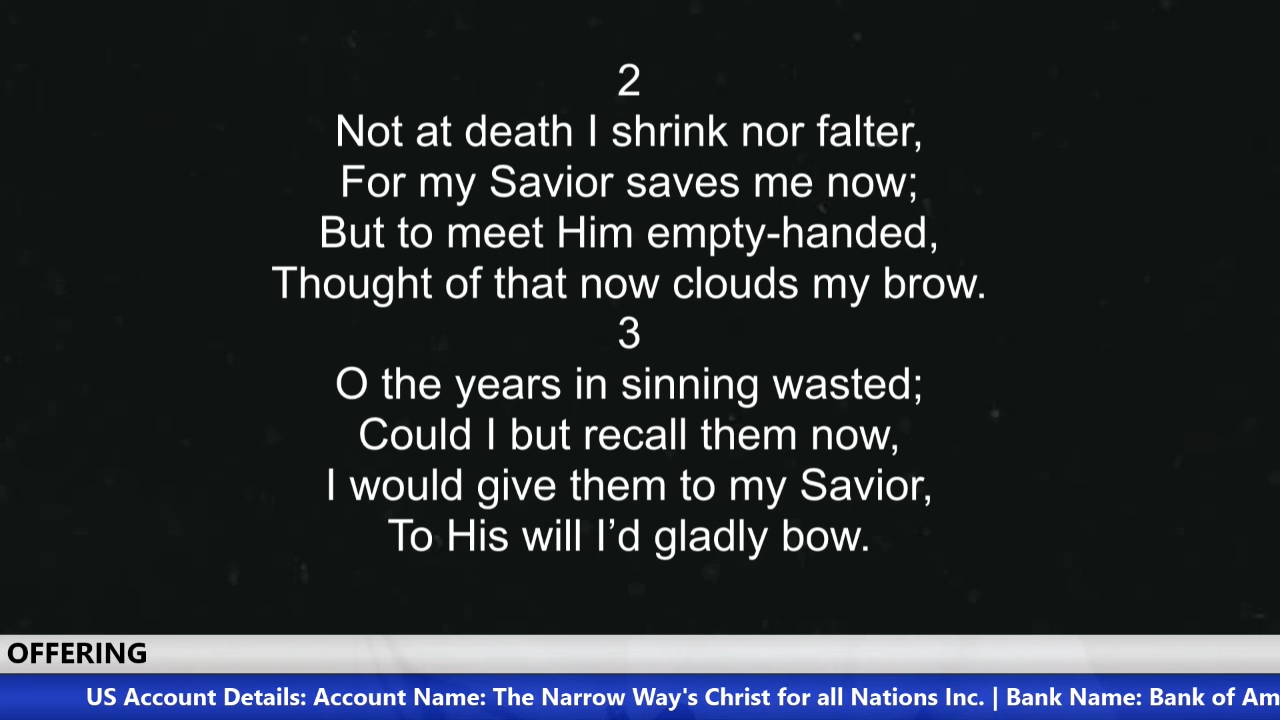 2
Not at death I shrink nor falter,
For my Savior saves me now;
But to meet Him empty-handed,
Thought of that now clouds my brow.
3
O the years in sinning wasted;
Could I but recall them now,
I would give them to my Savior,
To His will I’d gladly bow.
OFFERING
US Account Details: Account Name: The Narrow Way's Christ for all Nations Inc. | Bank Name: Bank of Am